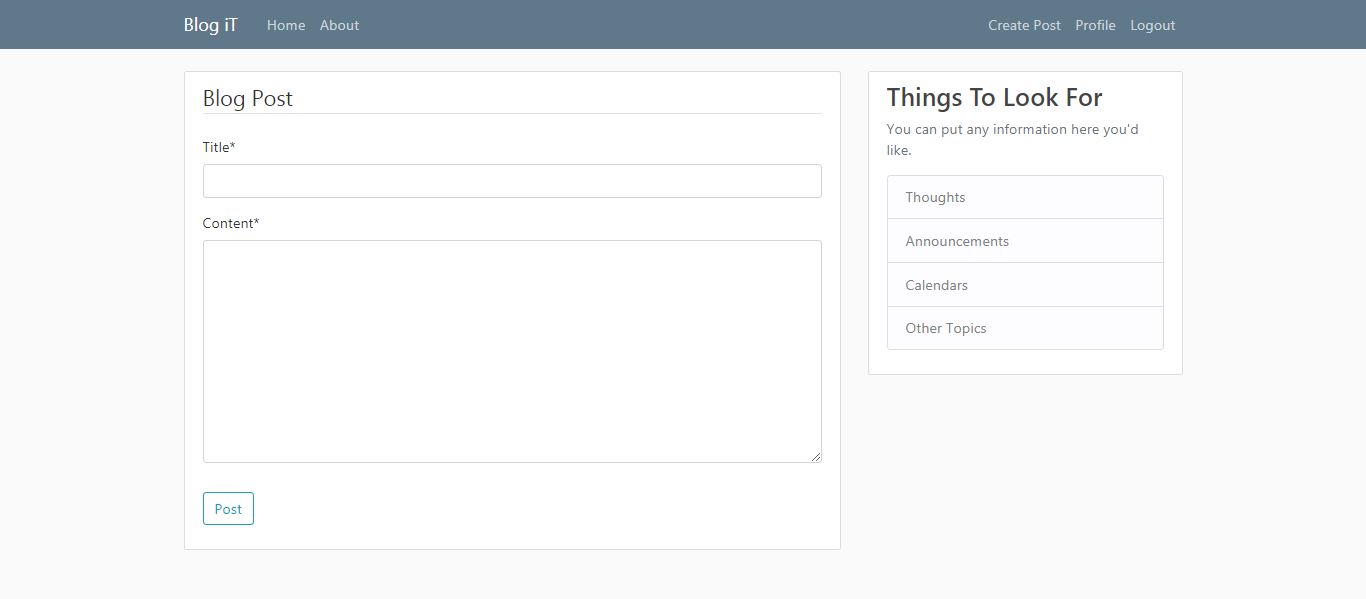 Blog iT Home About Create Post Profile Logout
Blog Post
Title*
Content*
Post
Things To Look For
You can put any information here you'd
like.
Thoughts
Announcements
Calendars
Other Topics